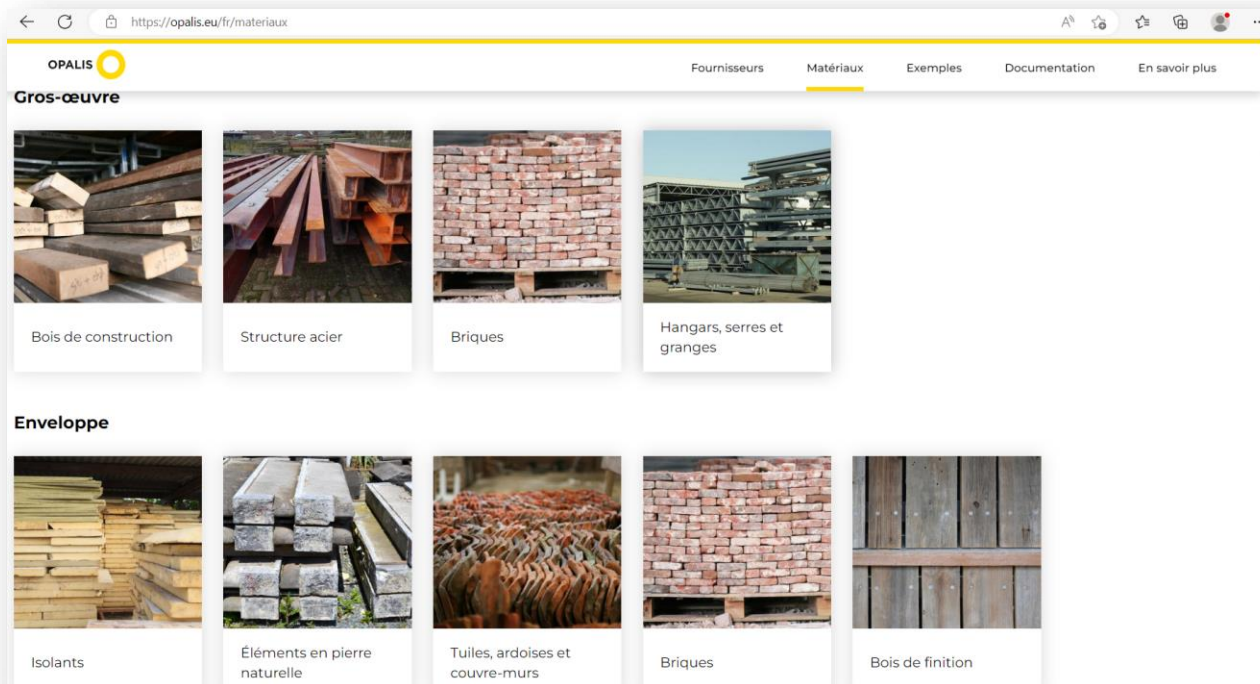 https://opalis.eu/fr/materiaux
OPALIS
Fournisseurs Matériaux Exemples Documentation En savoir plus
Gros-œuvre
Bois de construction
Structure acier
Briques
Hangars, serres et
granges
Enveloppe
Isolants
Éléments en pierre
naturelle
Tuiles, ardoises et
couvre-murs
Briques
Bois de finition